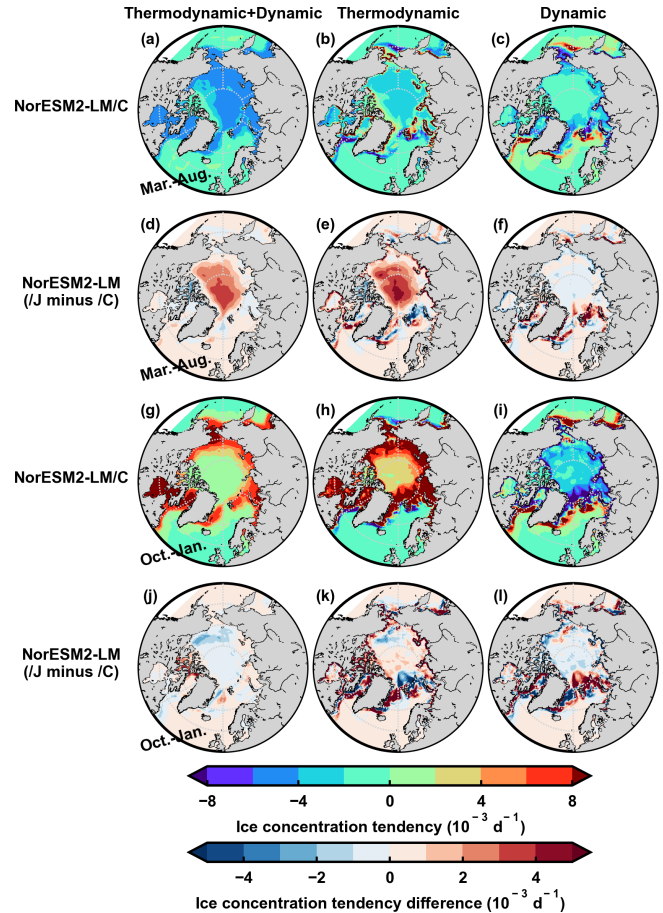 Thermodynamic+Dynamic Thermodynamic Dynamic
(a) (b) (c)
NorESM2-LM/C
Mar.-Aug.
(d) (e) (f)
NorESM2-LM
(/J minus /C)
Mar.-Aug.
(g) (h) (i)
NorESM2-LM/C
Oct.-Jan.
(j) (k) (l)
NorESM2-LM
(/J minus /C)
Oct.-Jan.
−8 −4 0 4 8
Ice concentration tendency (10⁻³ d⁻¹)
−4 −2 0 2 4
Ice concentration tendency difference (10⁻³ d⁻¹)